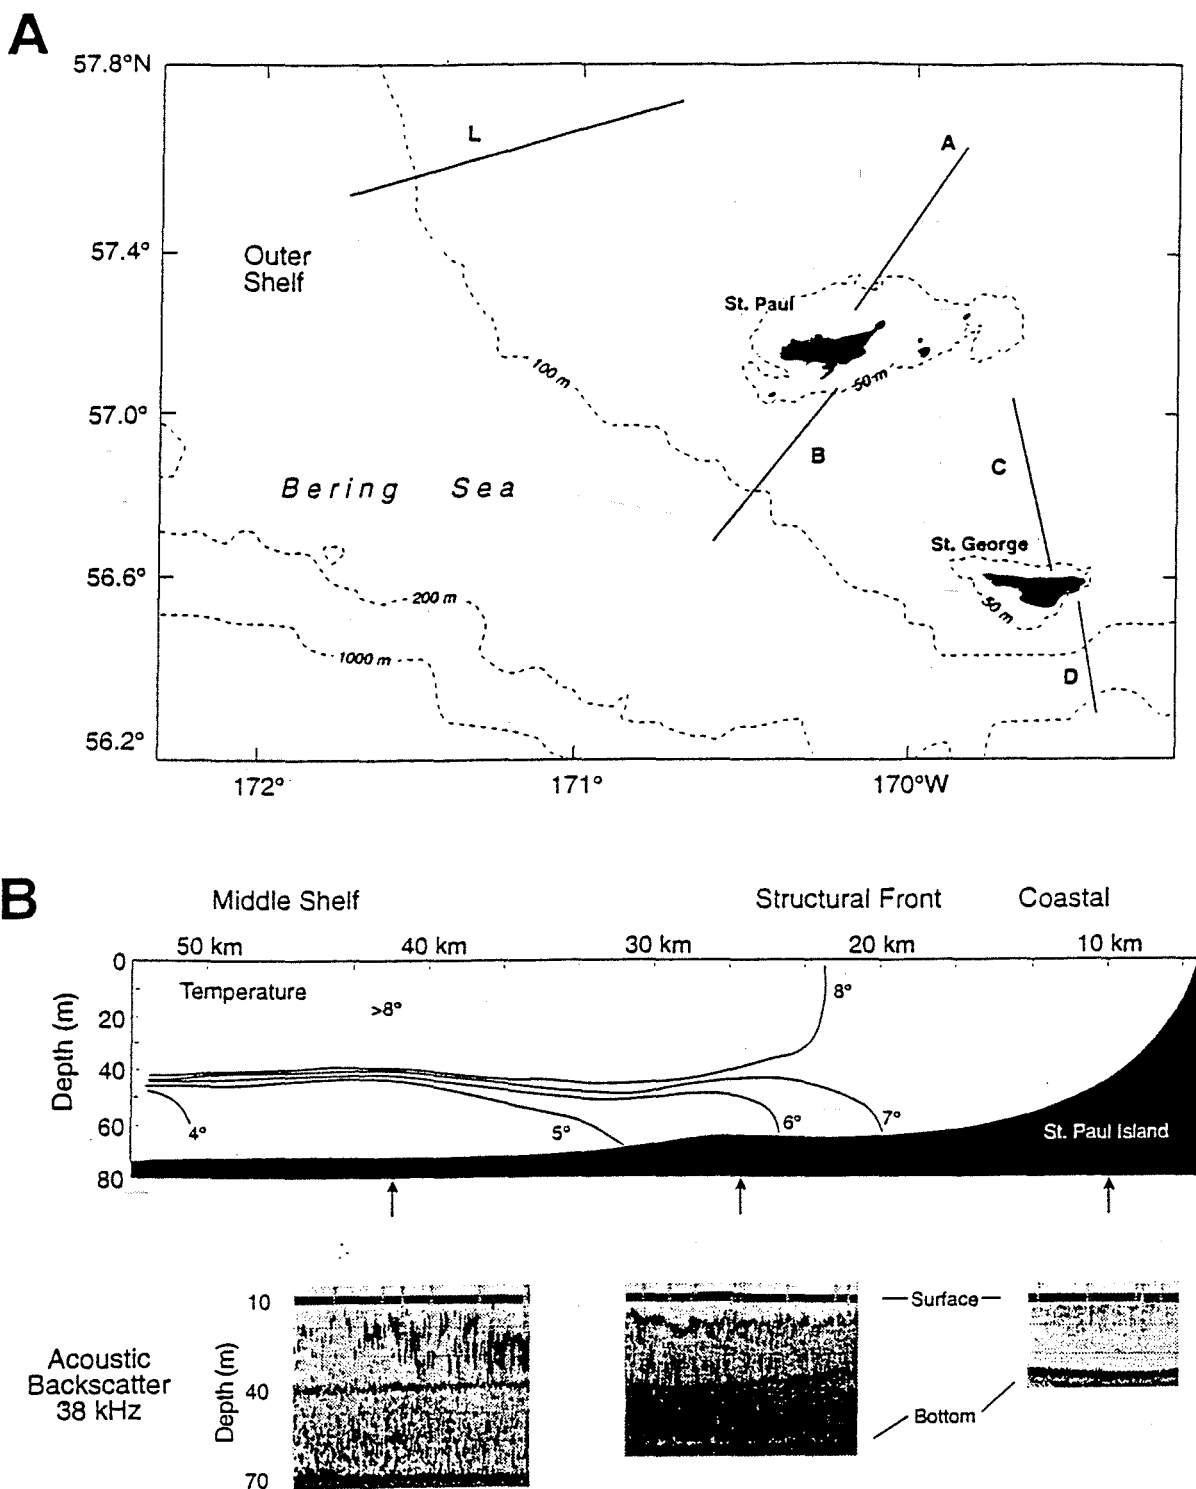 A
57.8°N
L
A
57.4°
Outer
Shelf
St. Paul
100 m
50 m
57.0°
B
C
Bering Sea
St. George
56.6°
200 m
50 m
1000 m
D
56.2°
172°
171°
170°W
B
Middle Shelf
Structural Front
Coastal
50 km
40 km
30 km
20 km
10 km
0
Temperature
>8°
8°
20
Depth (m)
40
60
4°
5°
6°
7°
St. Paul Island
80
10
Surface
Acoustic
Backscatter
38 kHz
Depth (m)
40
Bottom
70